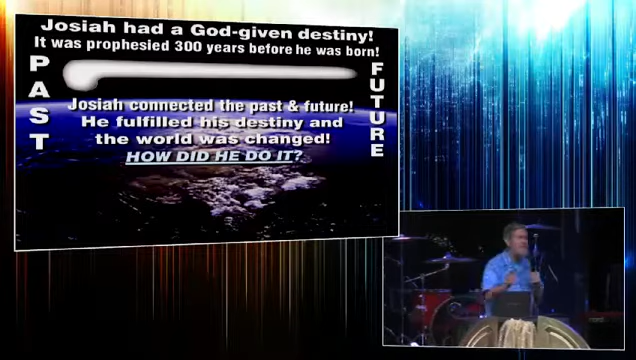 Josiah had a God-given destiny!
It was prophesied 300 years before he was born!
PAST
FUTURE
Josiah connected the past & future!
He fulfilled his destiny and
the world was changed!
HOW DID HE DO IT?